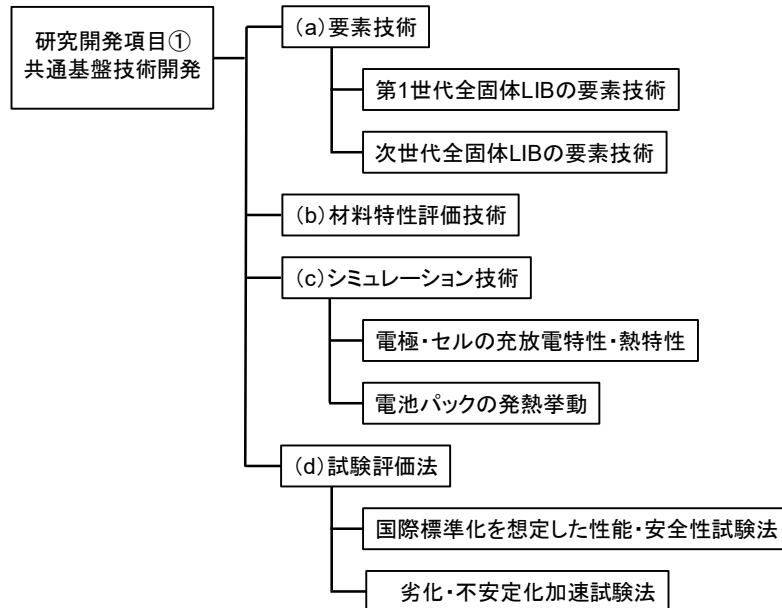 研究開発項目①
共通基盤技術開発
(a)要素技術
第1世代全固体LIBの要素技術
次世代全固体LIBの要素技術
(b)材料特性評価技術
(c)シミュレーション技術
電極・セルの充放電特性・熱特性
電池パックの発熱挙動
(d)試験評価法
国際標準化を想定した性能・安全性試験法
劣化・不安定化加速試験法